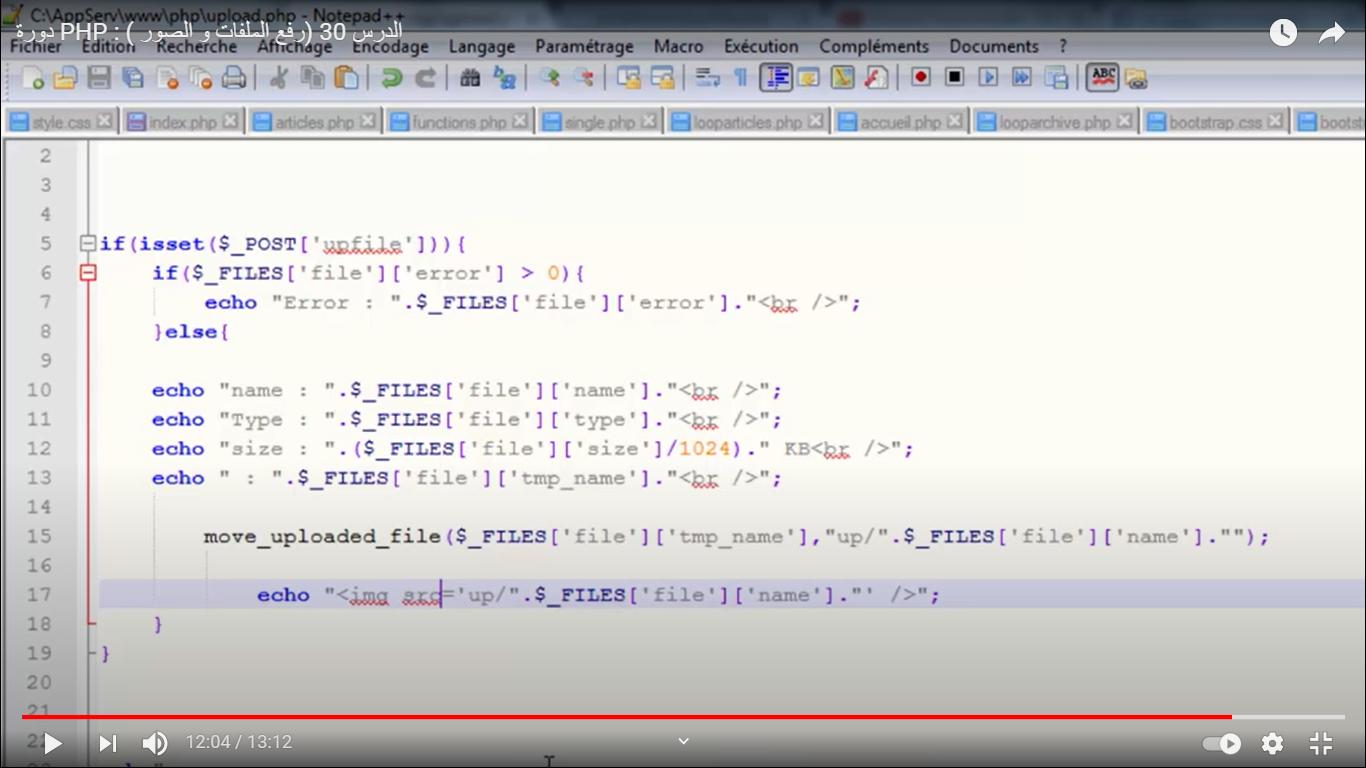 C:\AppServ\www\php\upload.php - Notepad++
دورة PHP : الدرس 30 (رفع الملفات و الصور )
Fichier Edition Recherche Affichage Encodage Langage Paramétrage Macro Exécution Compléments Documents ?
ABC
style.css index.php articles.php functions.php single.php looparticles.php accueil.php looparchive.php bootstrap.css
2
3
4
5 if(isset($_POST['upfile'])){
6 if($_FILES['file']['error'] > 0){
7 echo "Error : ".$_FILES['file']['error']."<br />";
8 }else{
9
10 echo "name : ".$_FILES['file']['name']."<br />";
11 echo "Type : ".$_FILES['file']['type']."<br />";
12 echo "size : ".($_FILES['file']['size']/1024)." KB<br />";
13 echo " : ".$_FILES['file']['tmp_name']."<br />";
14
15 move_uploaded_file($_FILES['file']['tmp_name'],"up/".$_FILES['file']['name']."");
16
17 echo "<img src='up/".$_FILES['file']['name']."' />";
18 }
19 }
20
21
12:04 / 13:12